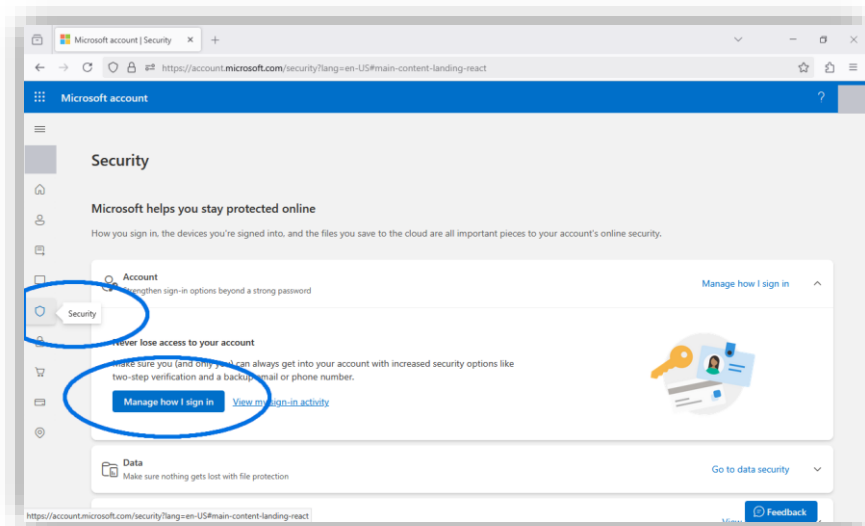 Microsoft account | Security
https://account.microsoft.com/security?lang=en-US#main-content-landing-react
Microsoft account
?
Security
Microsoft helps you stay protected online
How you sign in, the devices you're signed into, and the files you save to the cloud are all important pieces to your account's online security.
Account
Strengthen sign-in options beyond a strong password
Manage how I sign in
Security
Never lose access to your account
Make sure you (and only you) can always get into your account with increased security options like
two-step verification and a backup email or phone number.
Manage how I sign in View my sign-in activity
Data
Make sure nothing gets lost with file protection
Go to data security
https://account.microsoft.com/security?lang=en-US#main-content-landing-react
View
Feedback